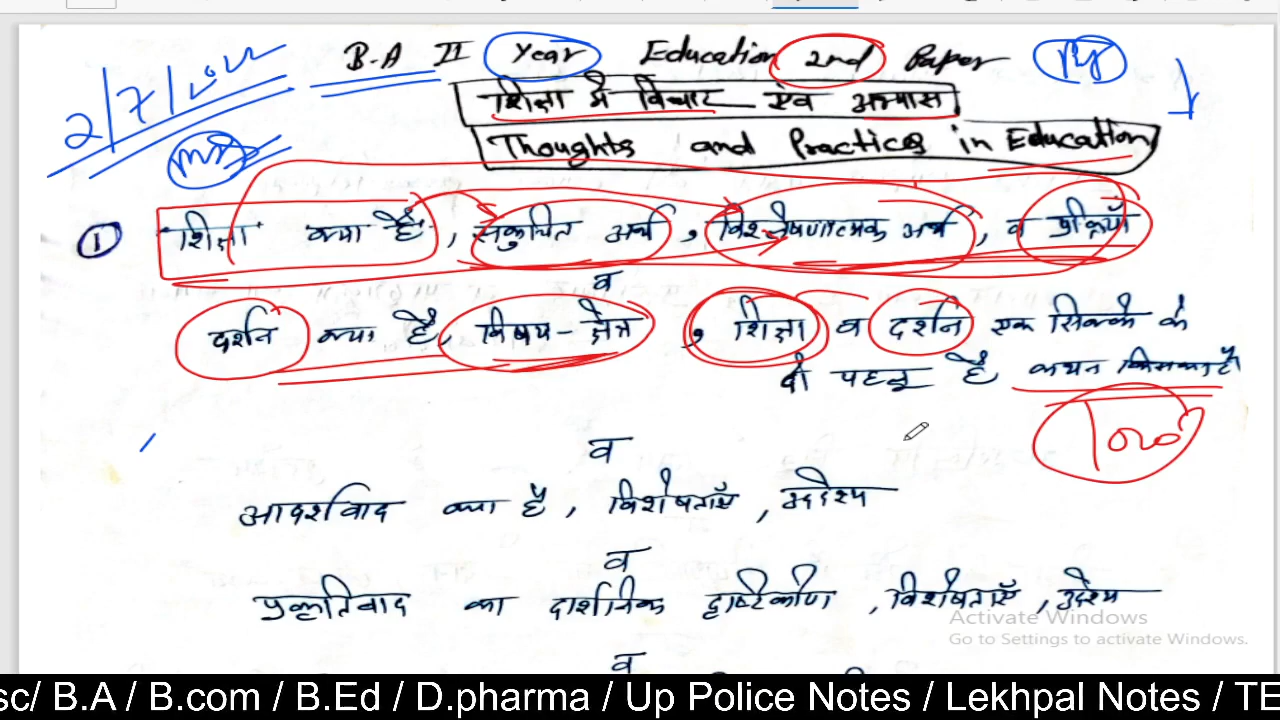 B.A II Year Education 2nd Paper
2/7/2022
शिक्षा में विचार एवं अभ्यास
Thoughts and Practices in Education
① शिक्षा क्या है, संकुचित अर्थ, विश्लेषणात्मक अर्थ, व प्रक्रियाँ
व
दर्शन क्या है, विषय-क्षेत्र, शिक्षा व दर्शन एक सिक्के के
दो पहलू है कथन किसका है
व
आदर्शवाद क्या है, विशेषताएँ, उद्देश्य
व
प्रकृतिवाद का दार्शनिक दृष्टिकोण, विशेषताएँ, उद्देश्य
Activate Windows
Go to Settings to activate Windows.
व
sc/ B.A / B.com / B.Ed / D.pharma / Up Police Notes / Lekhpal Notes / TE